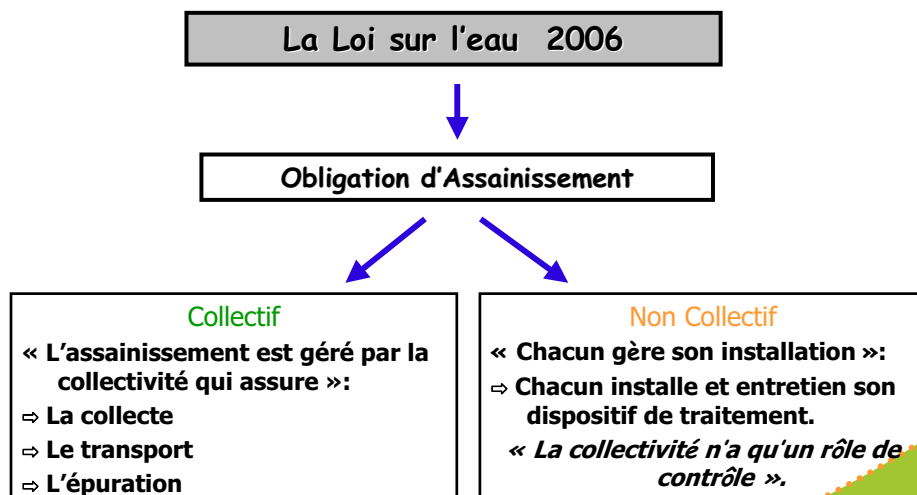 La Loi sur l'eau 2006
Obligation d'Assainissement
Collectif
« L'assainissement est géré par la
collectivité qui assure »:
⇨ La collecte
⇨ Le transport
⇨ L'épuration
Non Collectif
« Chacun gère son installation »:
⇨ Chacun installe et entretien son
dispositif de traitement.
« La collectivité n'a qu'un rôle de
contrôle ».